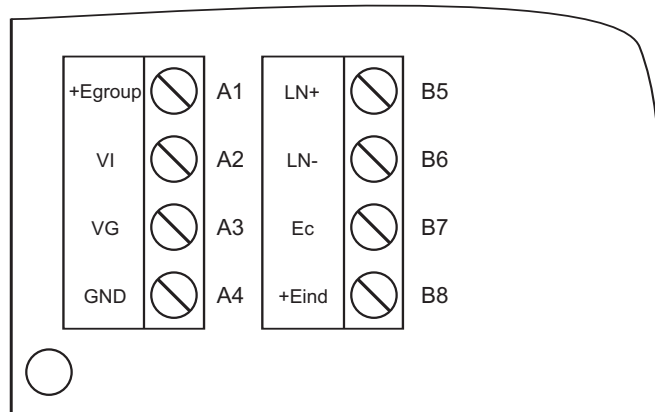 +Egroup A1 LN+ B5
VI A2 LN- B6
VG A3 Ec B7
GND A4 +Eind B8